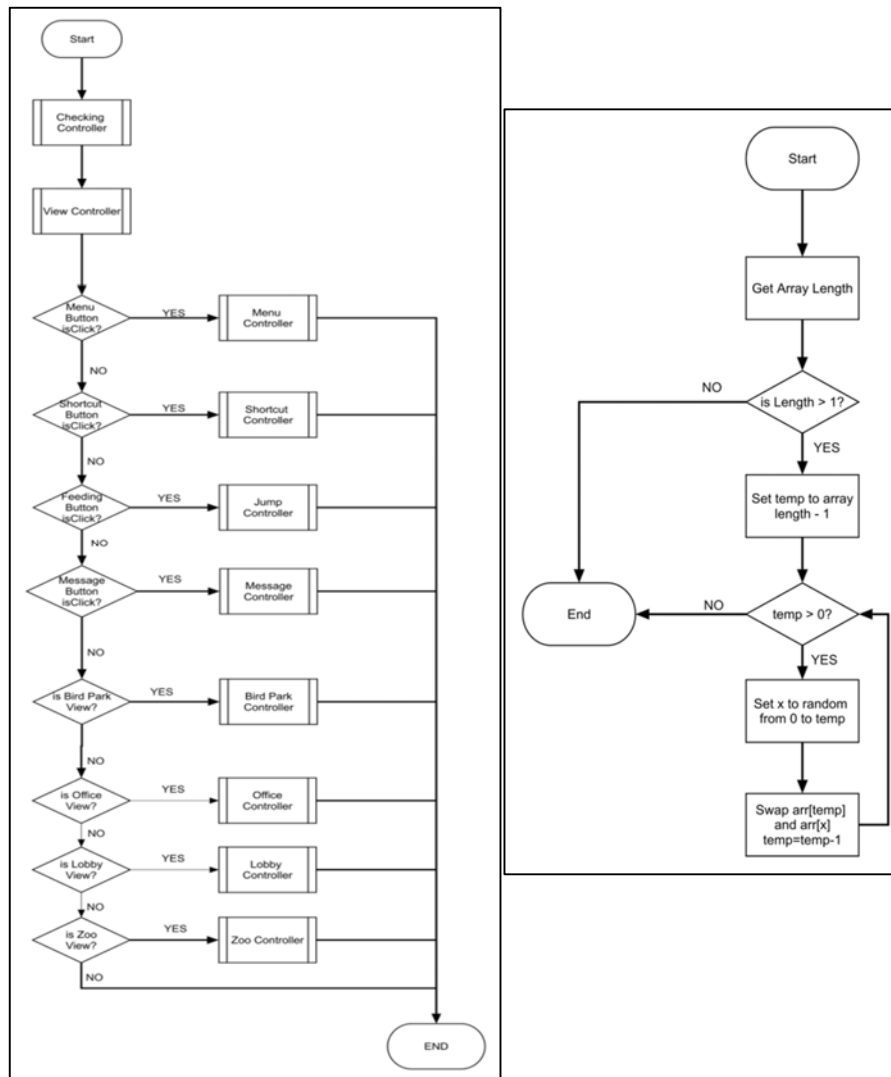 Start
Checking
Controller
View Controller
Menu
Button
isClick?
YES
Menu
Controller
NO
Shortcut
Button
isClick?
YES
Shortcut
Controller
NO
Feeding
Button
isClick?
YES
Jump
Controller
NO
Message
Button
isClick?
YES
Message
Controller
NO
is Bird Park
View?
YES
Bird Park
Controller
NO
is Office
View?
YES
Office
Controller
NO
is Lobby
View?
YES
Lobby
Controller
NO
is Zoo
View?
YES
Zoo Controller
NO
END
Start
Get Array Length
is Length > 1?
NO
YES
Set temp to array
length - 1
temp > 0?
NO
End
YES
Set x to random
from 0 to temp
Swap arr[temp]
and arr[x]
temp=temp-1